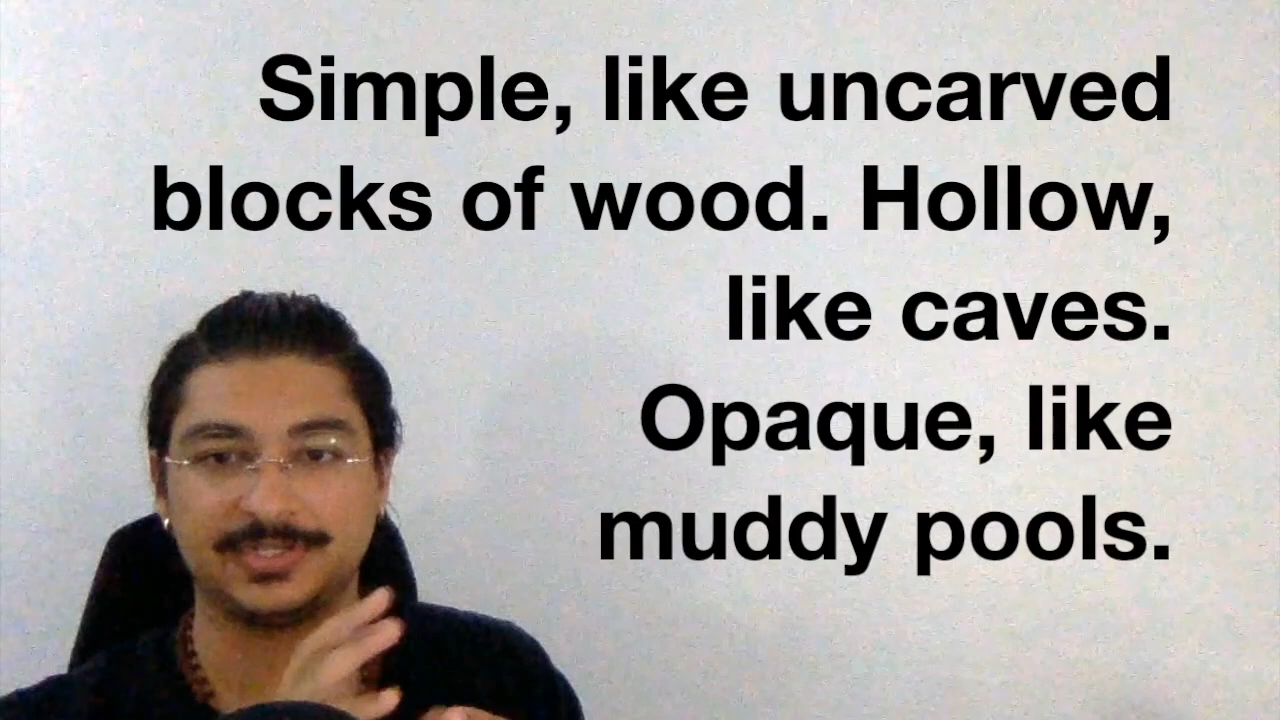 Simple, like uncarved
blocks of wood. Hollow,
like caves.
Opaque, like
muddy pools.